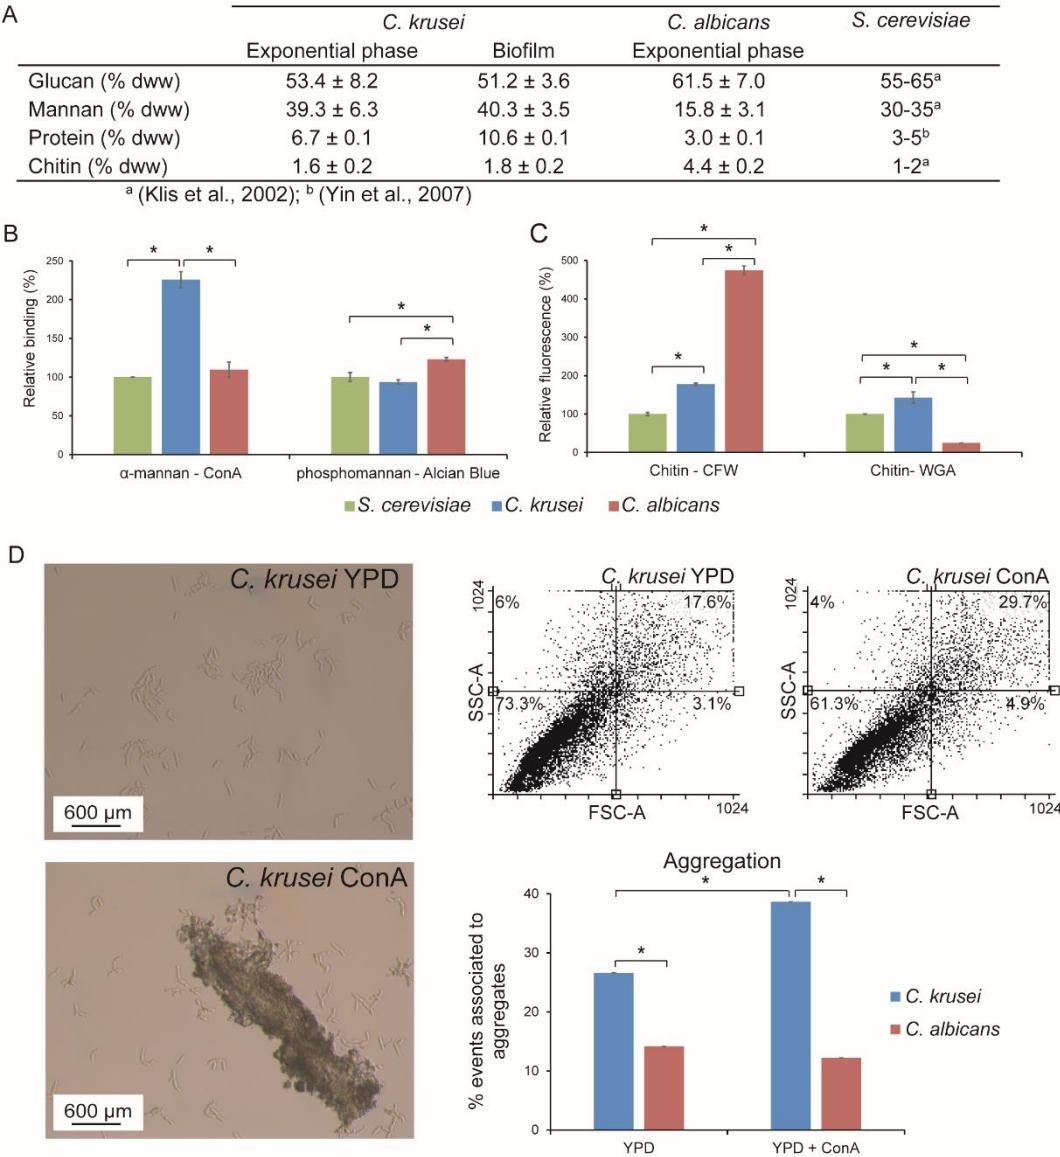 A
C. krusei C. albicans S. cerevisiae
Exponential phase Biofilm Exponential phase
Glucan (% dww) 53.4 ± 8.2 51.2 ± 3.6 61.5 ± 7.0 55-65ᵃ
Mannan (% dww) 39.3 ± 6.3 40.3 ± 3.5 15.8 ± 3.1 30-35ᵃ
Protein (% dww) 6.7 ± 0.1 10.6 ± 0.1 3.0 ± 0.1 3-5ᵇ
Chitin (% dww) 1.6 ± 0.2 1.8 ± 0.2 4.4 ± 0.2 1-2ᵃ
ᵃ (Klis et al., 2002); ᵇ (Yin et al., 2007)
B
Relative binding (%)
250
200
150
100
50
0
* *
*
*
α-mannan - ConA phosphomannan - Alcian Blue
C
Relative fluorescence (%)
500
400
300
200
100
0
*
*
*
*
* *
Chitin - CFW Chitin- WGA
S. cerevisiae C. krusei C. albicans
D
C. krusei YPD
600 µm
C. krusei ConA
600 µm
C. krusei YPD
1024
6% 17.6%
73.3% 3.1%
SSC-A
FSC-A
1024
C. krusei ConA
1024
4% 29.7%
61.3% 4.9%
SSC-A
FSC-A
1024
Aggregation
% events associated to
aggregates
40
30
20
10
0
* *
*
YPD YPD + ConA
C. krusei
C. albicans